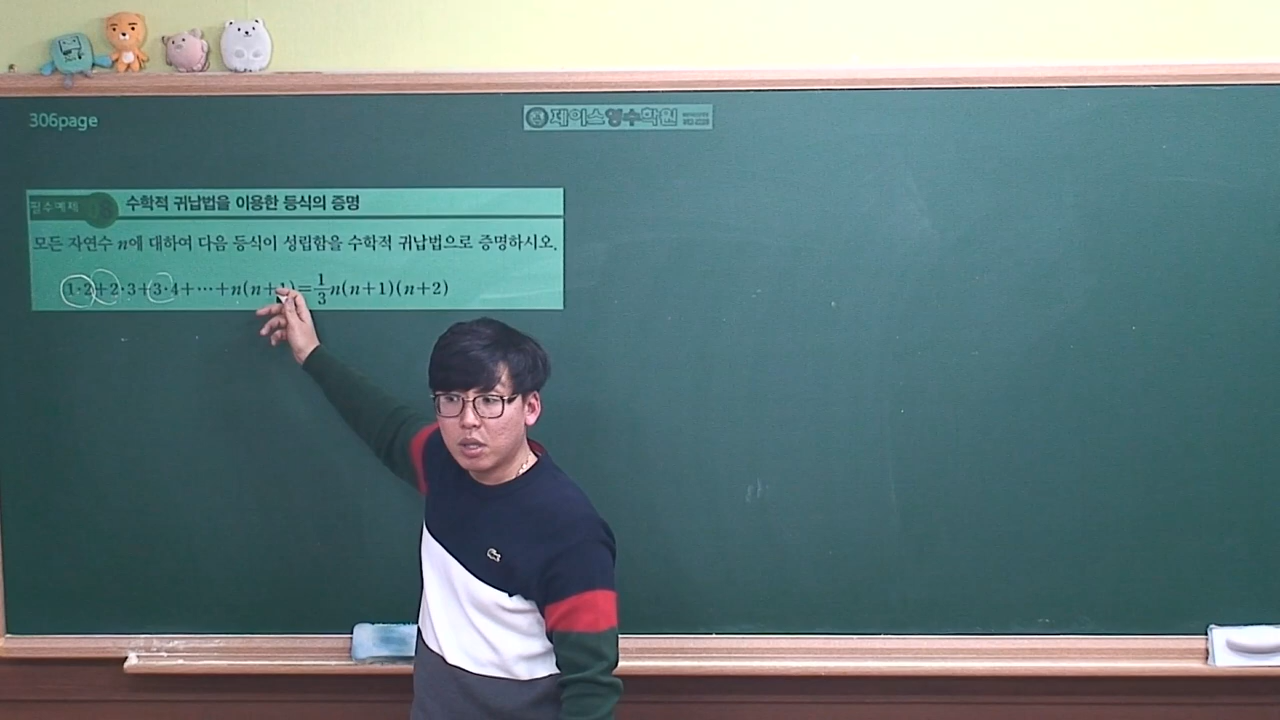 306page
제이스영수학원
필수예제 08 수학적 귀납법을 이용한 등식의 증명
모든 자연수 n에 대하여 다음 등식이 성립함을 수학적 귀납법으로 증명하시오.
1·2+2·3+3·4+⋯+n(n+1)=1/3n(n+1)(n+2)